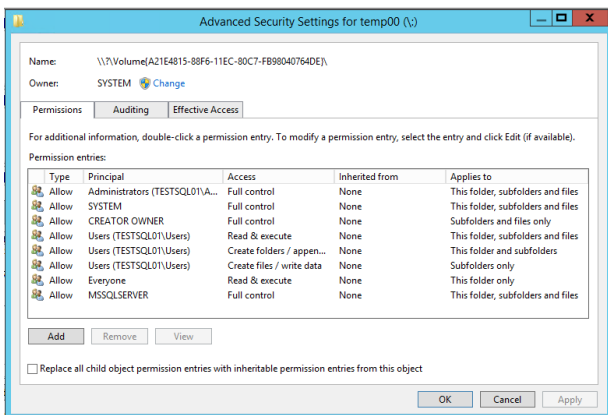 Advanced Security Settings for temp00 (\;)
Name: \\?\Volume{A21E4815-88F6-11EC-80C7-FB98040764DE}\
Owner: SYSTEM Change
Permissions Auditing Effective Access
For additional information, double-click a permission entry. To modify a permission entry, select the entry and click Edit (if available).
Permission entries:
Type Principal Access Inherited from Applies to
Allow Administrators (TESTSQL01\A... Full control None This folder, subfolders and files
Allow SYSTEM Full control None This folder, subfolders and files
Allow CREATOR OWNER Full control None Subfolders and files only
Allow Users (TESTSQL01\Users) Read & execute None This folder, subfolders and files
Allow Users (TESTSQL01\Users) Create folders / appen... None This folder and subfolders
Allow Users (TESTSQL01\Users) Create files / write data None Subfolders only
Allow Everyone Read & execute None This folder only
Allow MSSQLSERVER Full control None This folder, subfolders and files
Add Remove View
Replace all child object permission entries with inheritable permission entries from this object
OK Cancel Apply